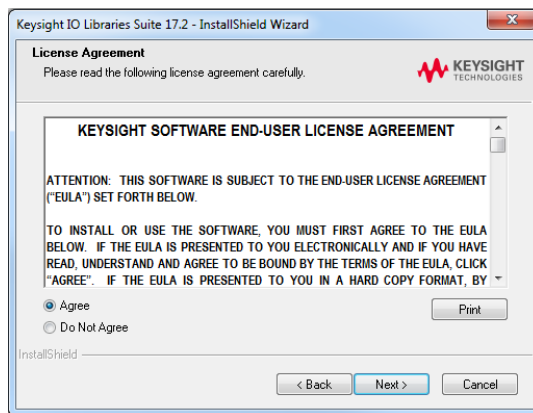 Keysight IO Libraries Suite 17.2 - InstallShield Wizard
License Agreement
Please read the following license agreement carefully.
KEYSIGHT
TECHNOLOGIES
KEYSIGHT SOFTWARE END-USER LICENSE AGREEMENT
ATTENTION: THIS SOFTWARE IS SUBJECT TO THE END-USER LICENSE AGREEMENT
("EULA") SET FORTH BELOW.
TO INSTALL OR USE THE SOFTWARE, YOU MUST FIRST AGREE TO THE EULA
BELOW. IF THE EULA IS PRESENTED TO YOU ELECTRONICALLY AND IF YOU HAVE
READ, UNDERSTAND AND AGREE TO BE BOUND BY THE TERMS OF THE EULA, CLICK
"AGREE". IF THE EULA IS PRESENTED TO YOU IN A HARD COPY FORMAT, BY
Agree
Print
Do Not Agree
InstallShield
< Back
Next >
Cancel